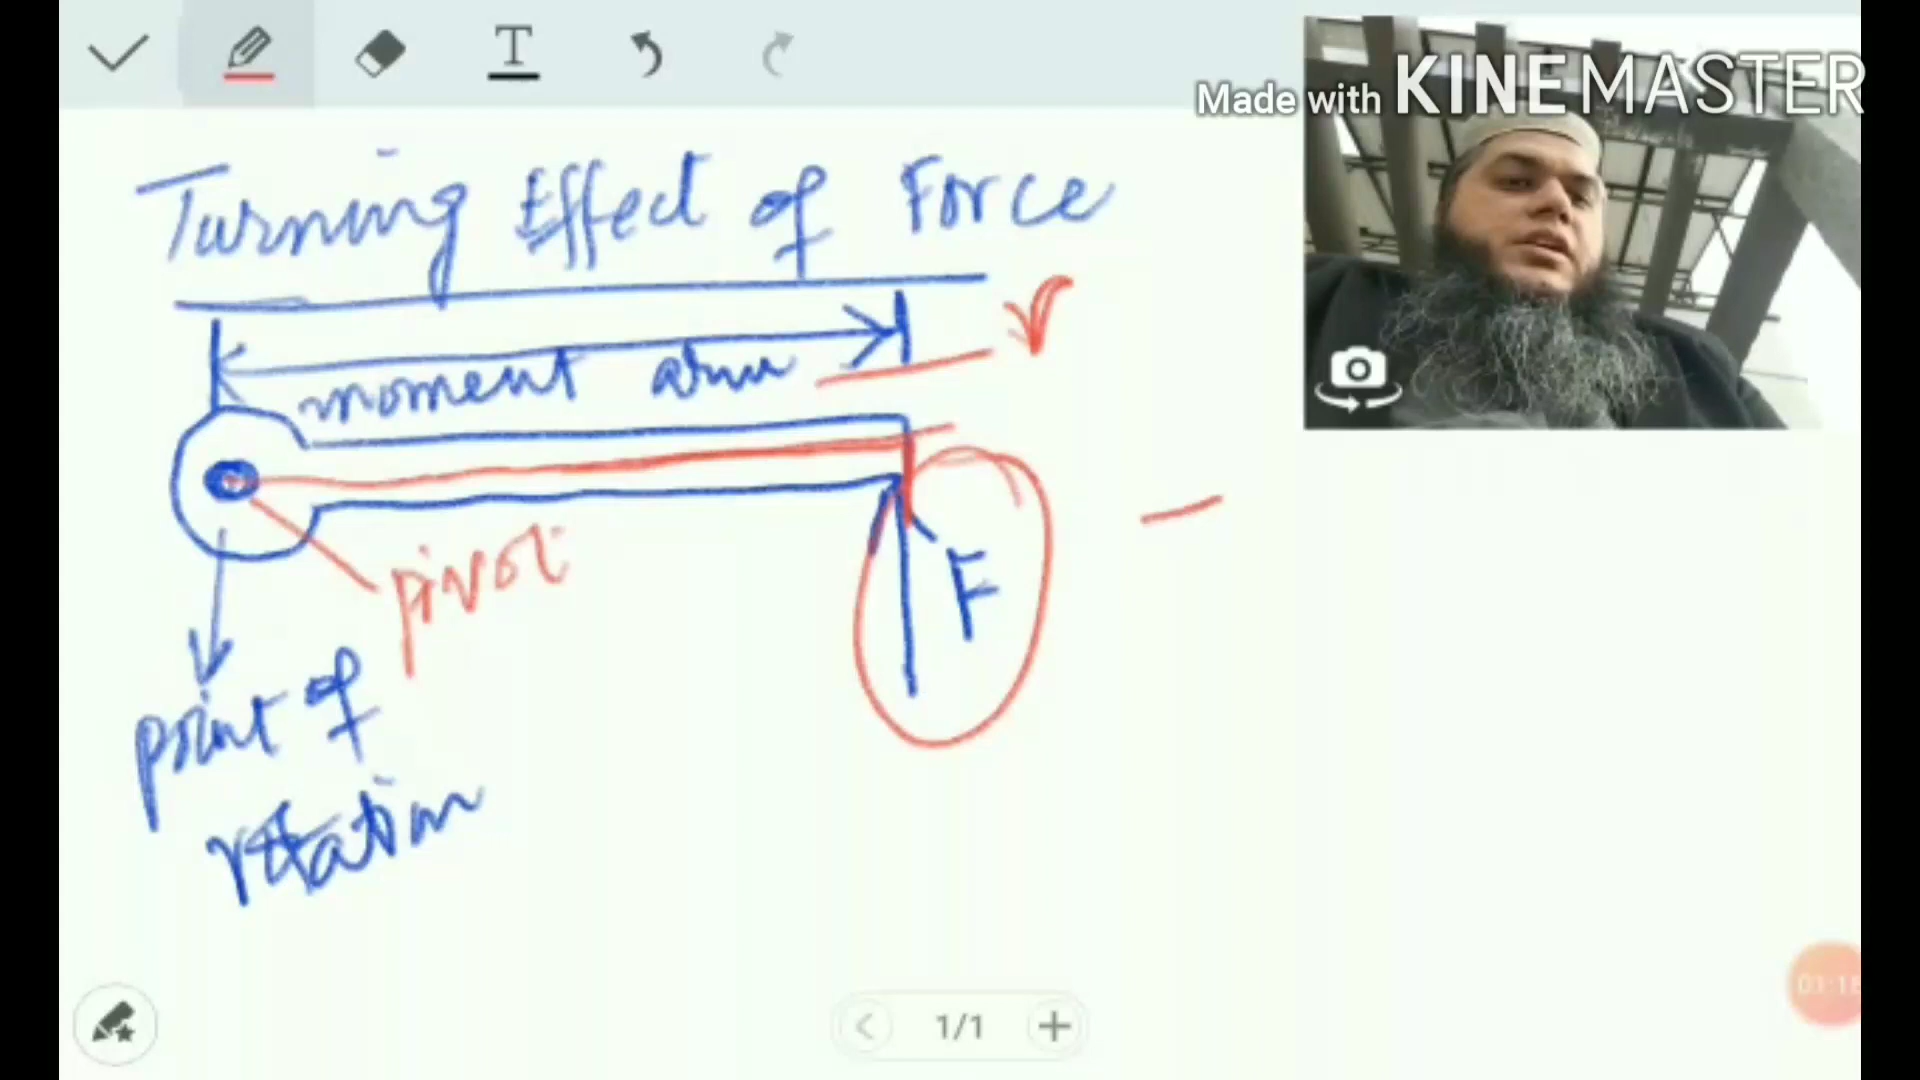 T
Made with KINEMASTER
Turning Effect of Force
r
moment arm
F
pivot
point of
rotation
1/1